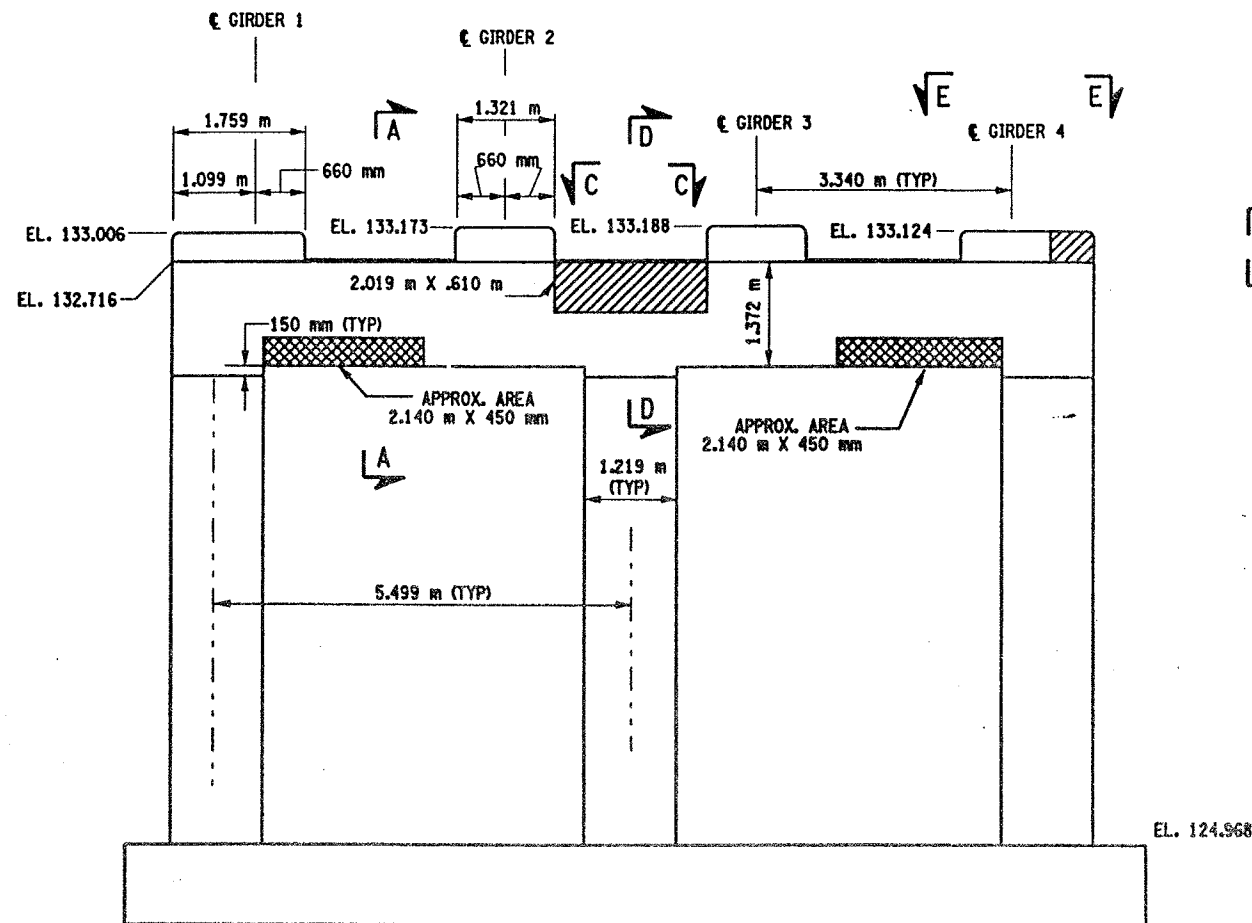 ℄ GIRDER 1
℄ GIRDER 2
℄ GIRDER 3
℄ GIRDER 4
1.759 m
1.099 m
660 mm
A
1.321 m
660 mm
D
C
C
E
E
3.340 m (TYP)
EL. 133.006
EL. 133.173
EL. 133.188
EL. 133.124
EL. 132.716
2.019 m X .610 m
1.372 m
150 mm (TYP)
APPROX. AREA
2.140 m X 450 mm
A
D
APPROX. AREA
2.140 m X 450 mm
1.219 m
(TYP)
5.499 m (TYP)
EL. 124.968